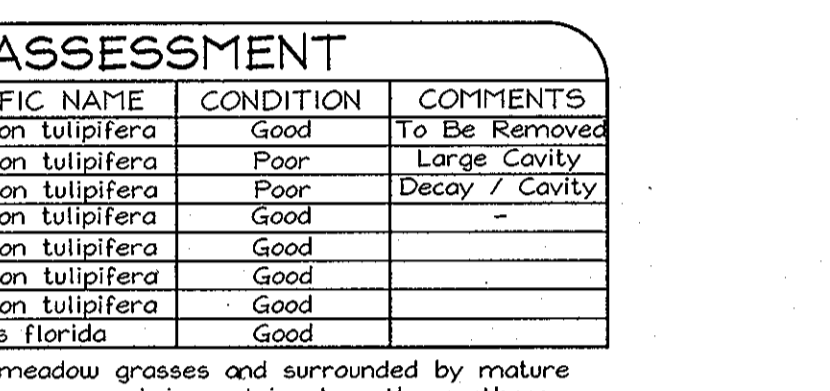 ASSESSMENT
FIC NAME CONDITION COMMENTS
on tulipifera Good To Be Removed
on tulipifera Poor Large Cavity
on tulipifera Poor Decay / Cavity
on tulipifera Good -
on tulipifera Good
on tulipifera Good
on tulipifera Good
s florida Good
meadow grasses and surrounded by mature